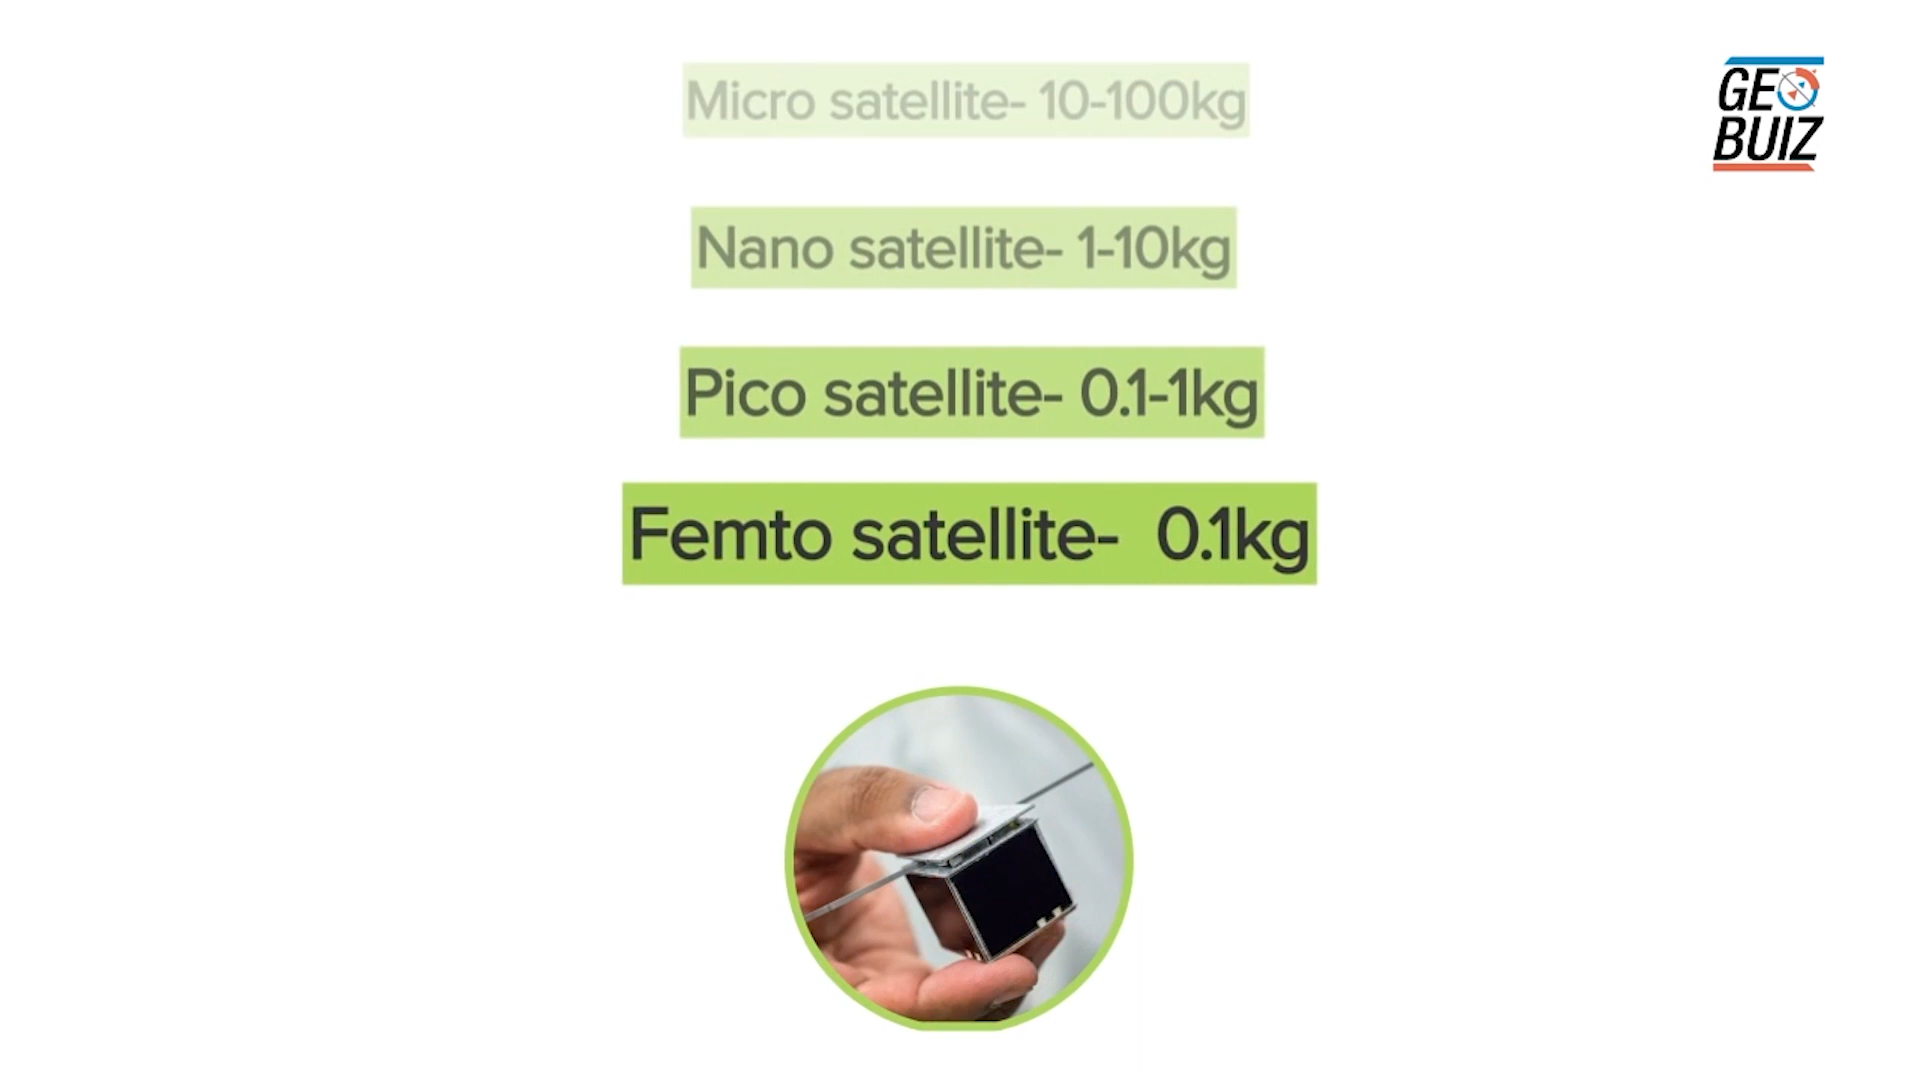 Micro satellite- 10-100kg
GEO
BUIZ
Nano satellite- 1-10kg
Pico satellite- 0.1-1kg
Femto satellite- 0.1kg